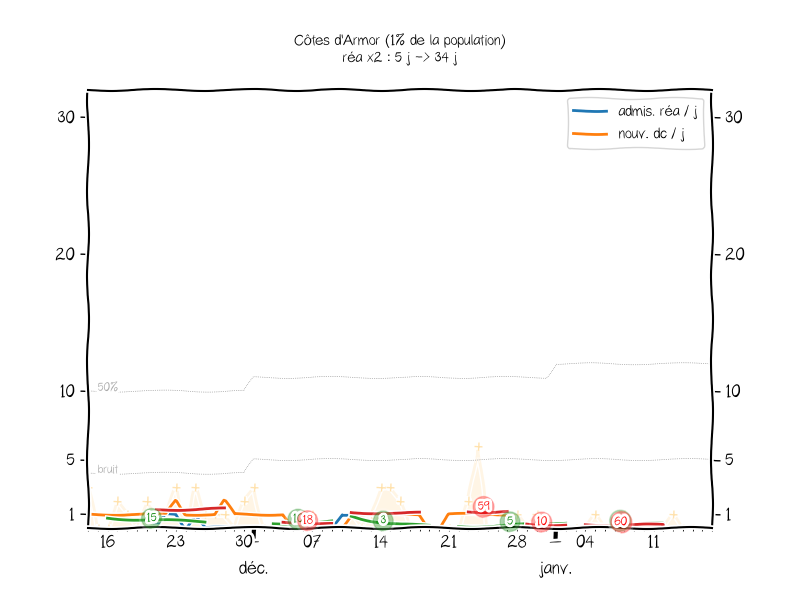 Côtes d'Armor (1% de la population)
réa x2 : 5 j -> 34 j
admis. réa / j
nouv. dc / j
30
30
20
20
50%
10
10
bruit
5
5
59
15
18
3
5
10
60
1
1
16 23 30 07 14 21 28 04 11
déc. janv.